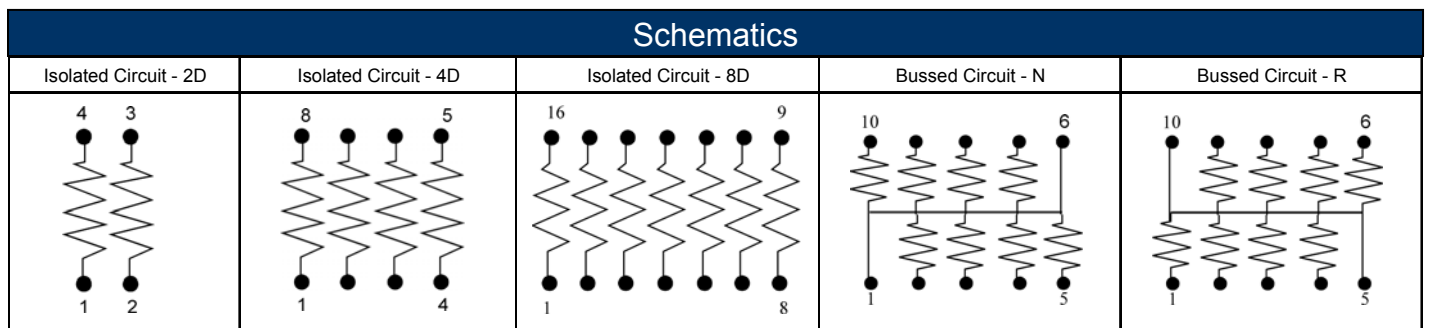 Schematics
Isolated Circuit - 2D Isolated Circuit - 4D Isolated Circuit - 8D Bussed Circuit - N Bussed Circuit - R
4 3 8 5 16 9 10 6 10 6
1 2 1 4 1 8 1 5 1 5